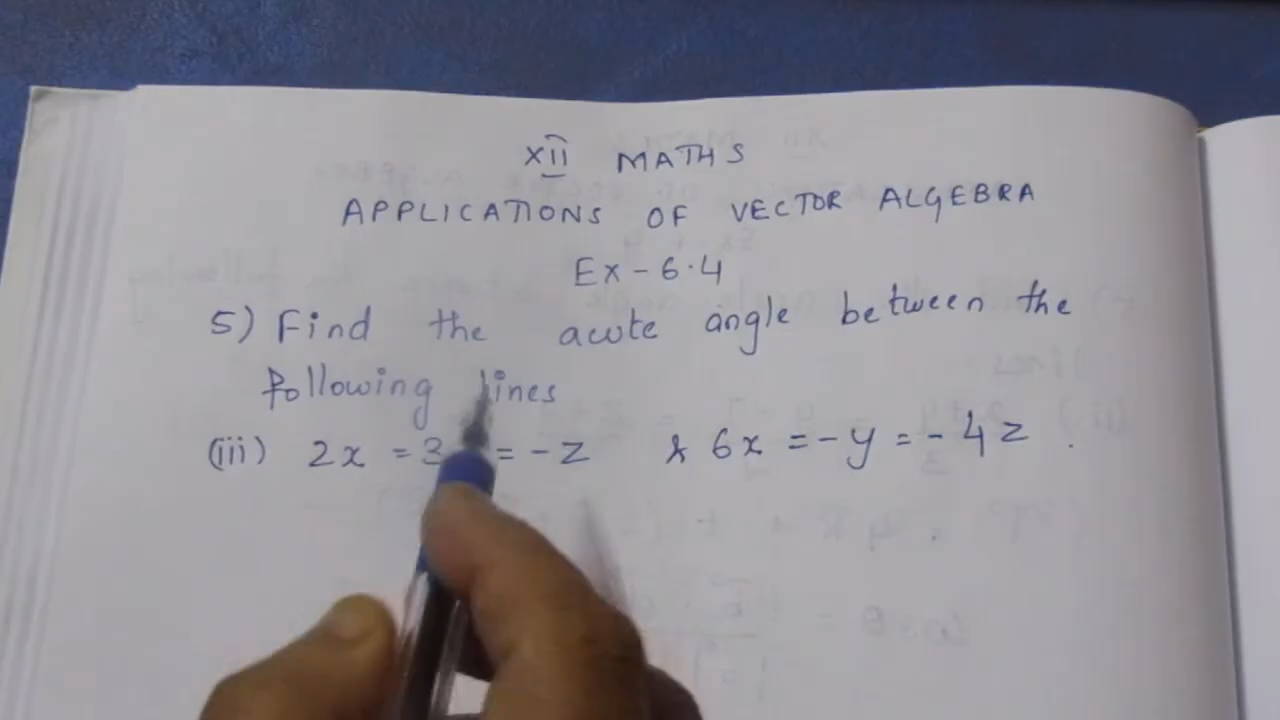 XII MATHS
APPLICATIONS OF VECTOR ALGEBRA
Ex - 6.4
5) Find the acute angle between the
following lines
(iii) 2x = 3 = -z & 6x = -y = -4z .